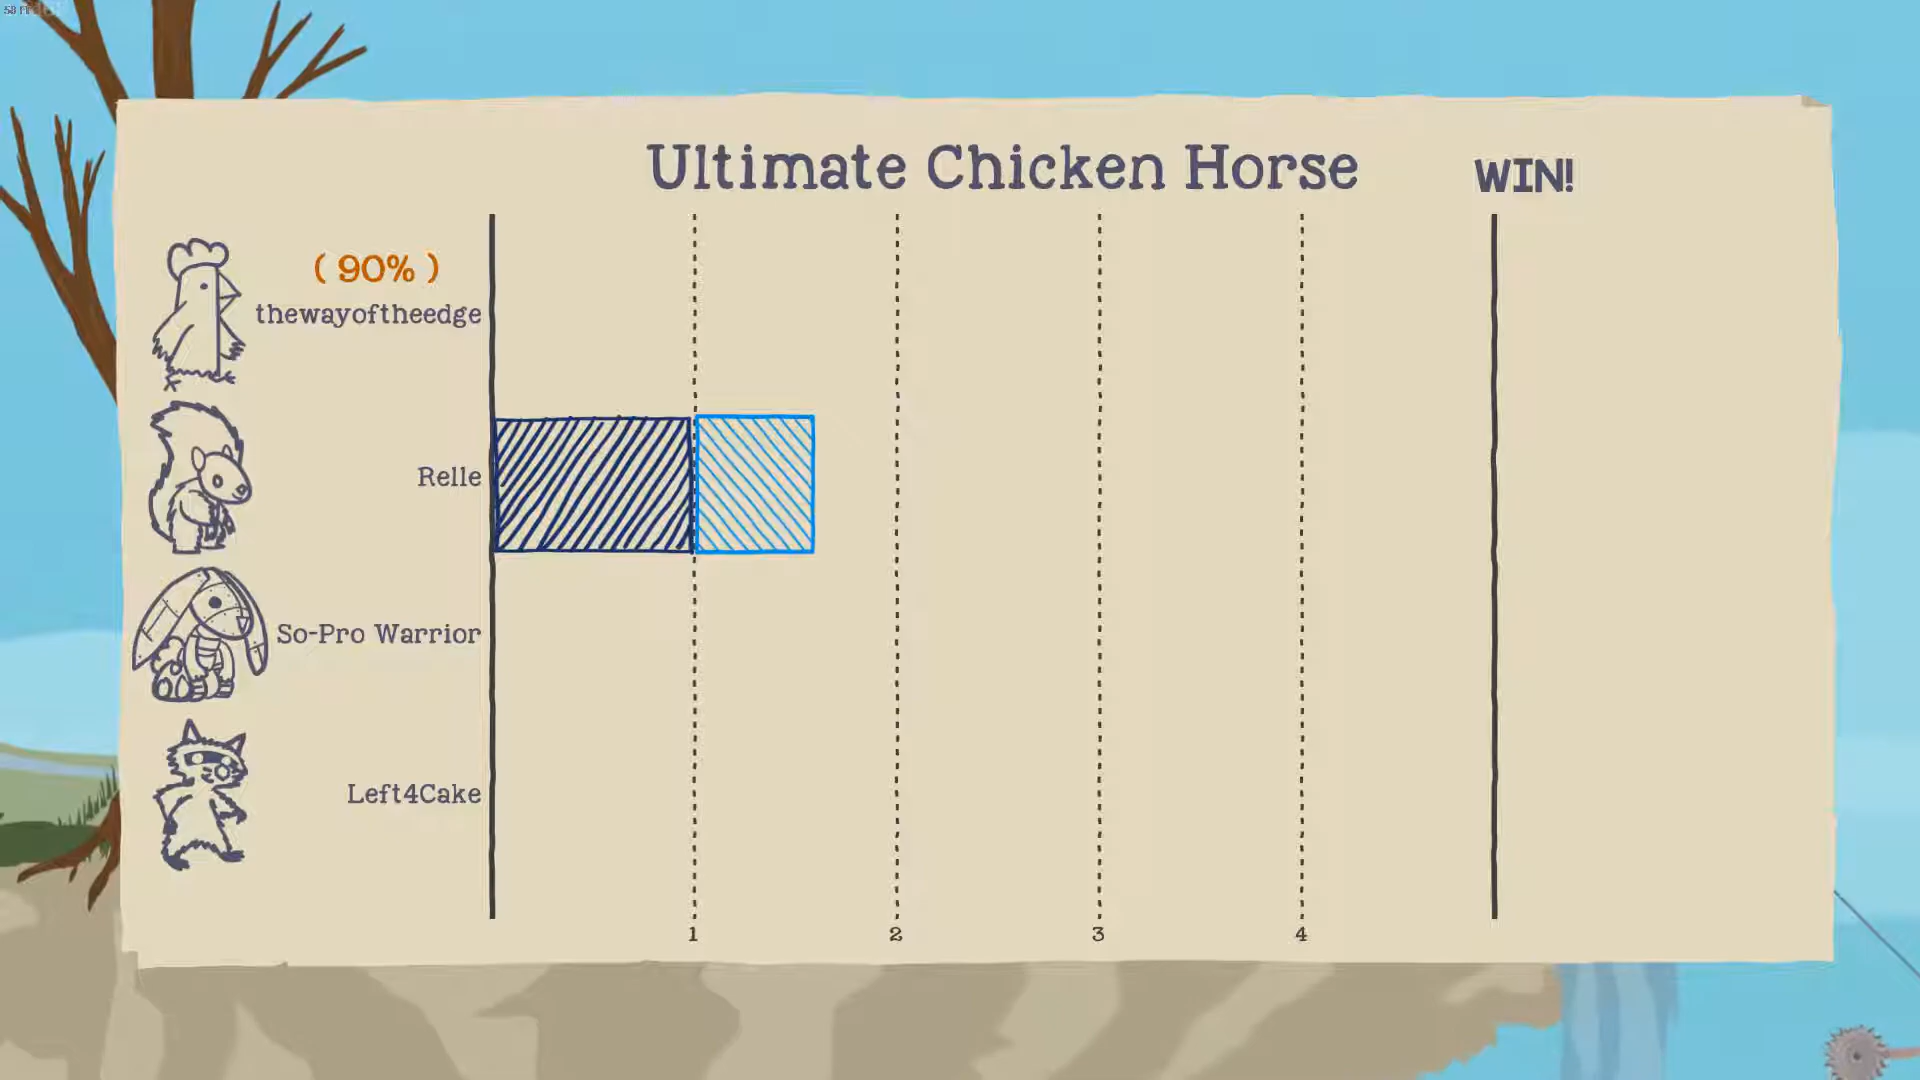 Ultimate Chicken Horse
WIN!
( 90% )
thewayoftheedge
Relle
So-Pro Warrior
Left4Cake
1 2 3 4